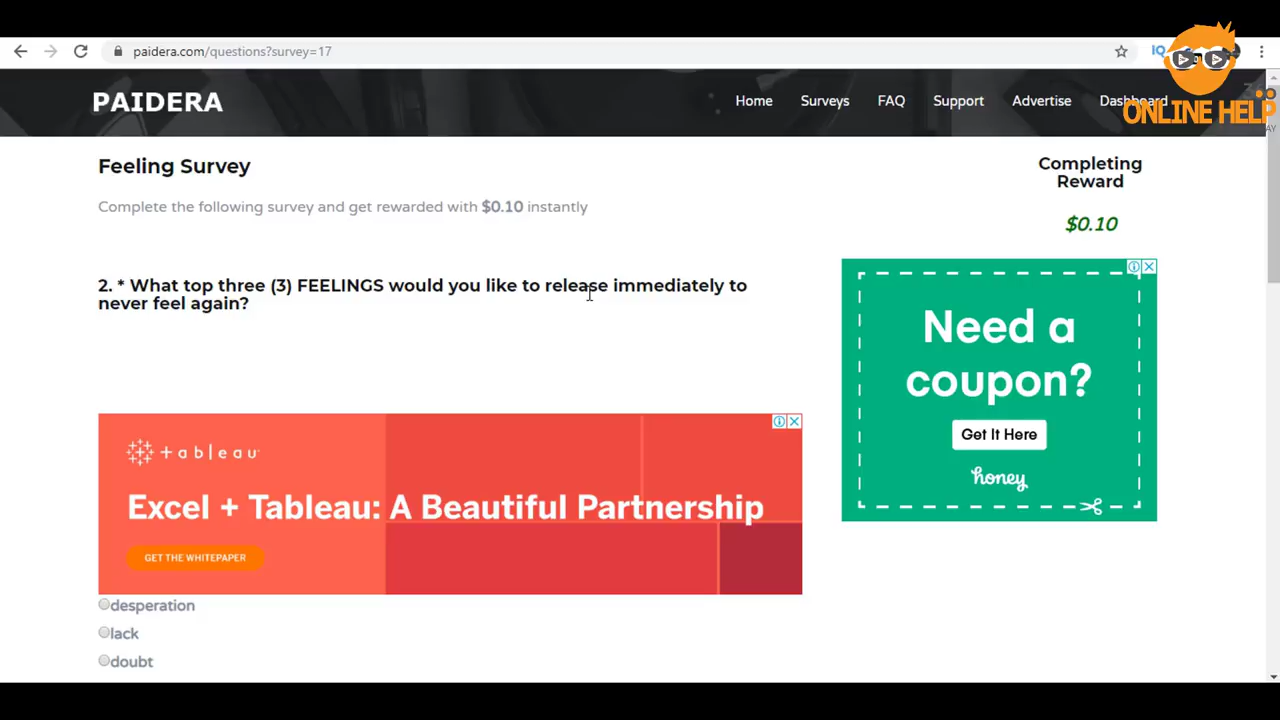 paidera.com/questions?survey=17
IQ
PAIDERA
Home
Surveys
FAQ
Support
Advertise
Dashboard
ONLINE HELP
Feeling Survey
Complete the following survey and get rewarded with $0.10 instantly
Completing
Reward
$0.10
2. * What top three (3) FEELINGS would you like to release immediately to
never feel again?
Need a
coupon?
Get It Here
honey
+ableau
Excel + Tableau: A Beautiful Partnership
GET THE WHITEPAPER
desperation
lack
doubt